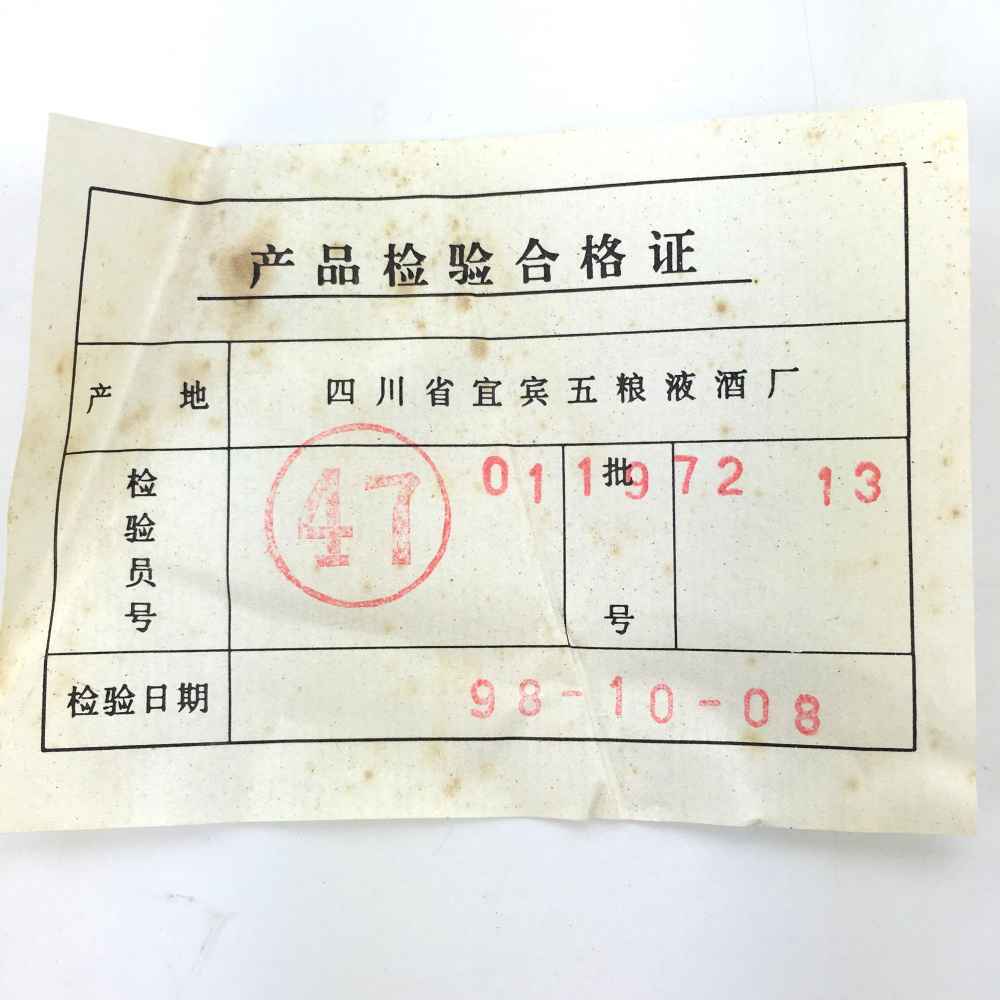 产品检验合格证
产地 四川省宜宾五粮液酒厂
检验员号 47 批号 011972 13
检验日期 98-10-08